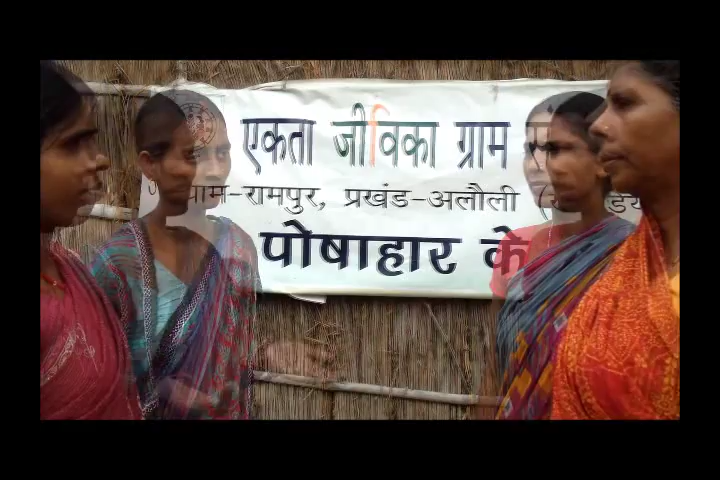 एकता जीविका ग्राम
ग्राम-रामपुर, प्रखंड-अलौली
पोषाहार के